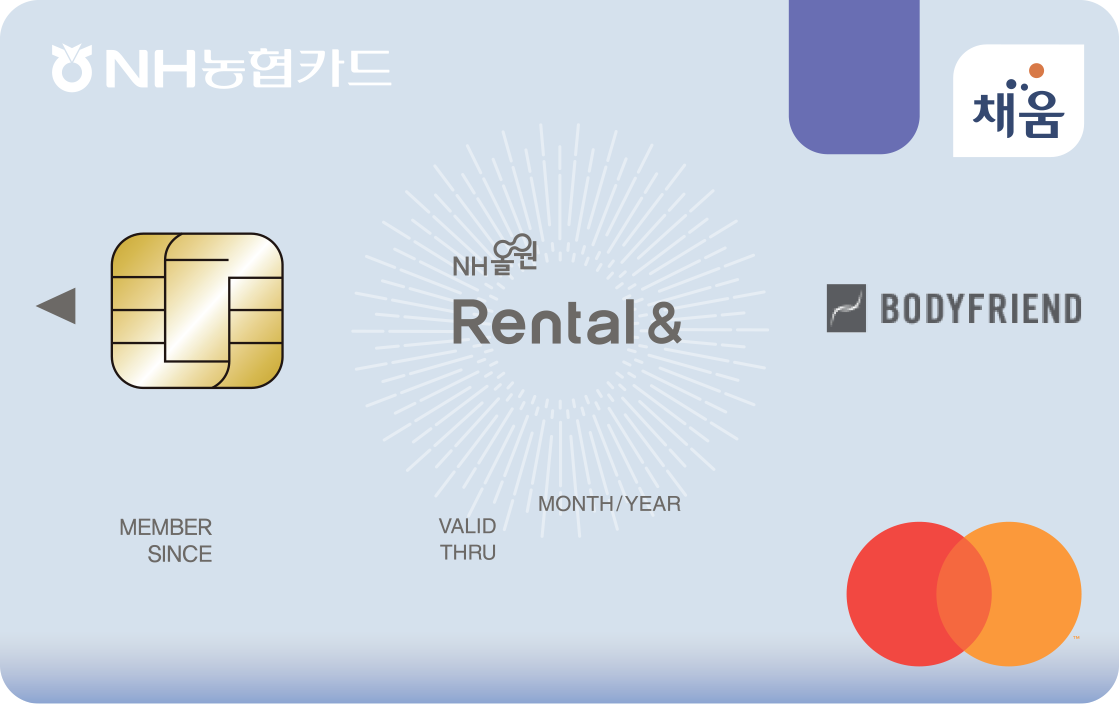 NH농협카드
채움
NH올원
Rental &
BODYFRIEND
MONTH/YEAR
MEMBER SINCE
VALID THRU
™